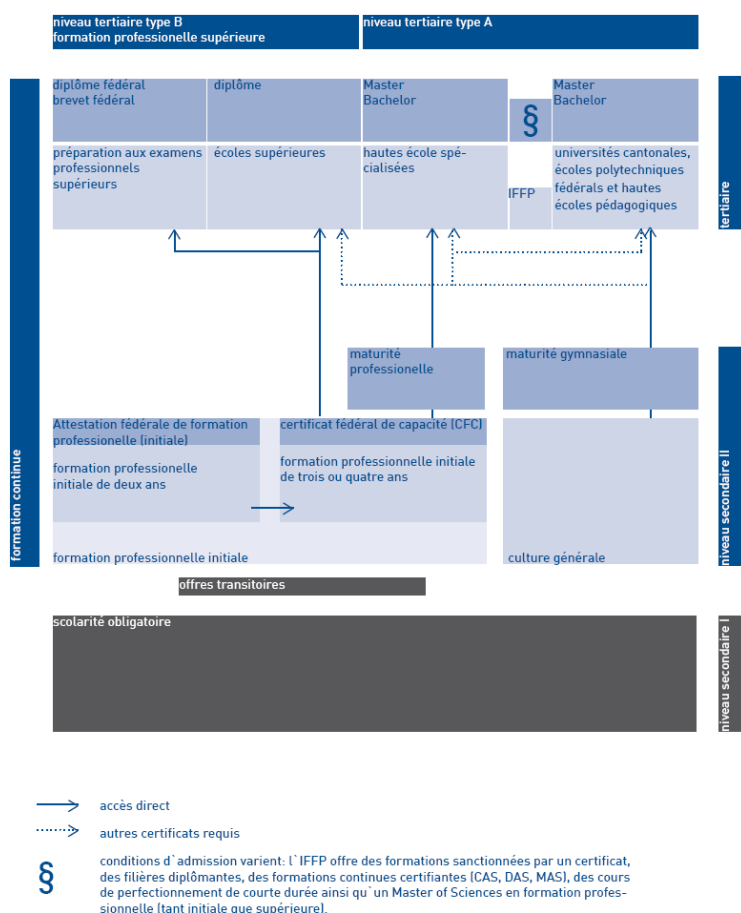 niveau tertiaire type B
formation professionelle supérieure
niveau tertiaire type A
diplôme fédéral
brevet fédéral
diplôme
Master
Bachelor
§
Master
Bachelor
préparation aux examens
professionnels
supérieurs
écoles supérieures
hautes école spé-
cialisées
IFFP
universités cantonales,
écoles polytechniques
fédérals et hautes
écoles pédagogiques
tertiaire
maturité
professionelle
maturité gymnasiale
Attestation fédérale de formation
professionelle (initiale)
certificat fédéral de capacité (CFC)
formation professionelle
initiale de deux ans
formation professionnelle initiale
de trois ou quatre ans
formation professionnelle initiale
culture générale
formation continue
niveau secondaire II
offres transitoires
scolarité obligatoire
niveau secondaire I
accès direct
autres certificats requis
§
conditions d`admission varient: l`IFFP offre des formations sanctionnées par un certificat,
des filières diplômantes, des formations continues certifiantes (CAS, DAS, MAS), des cours
de perfectionnement de courte durée ainsi qu`un Master of Sciences en formation profes-
sionnelle (tant initiale que supérieure).